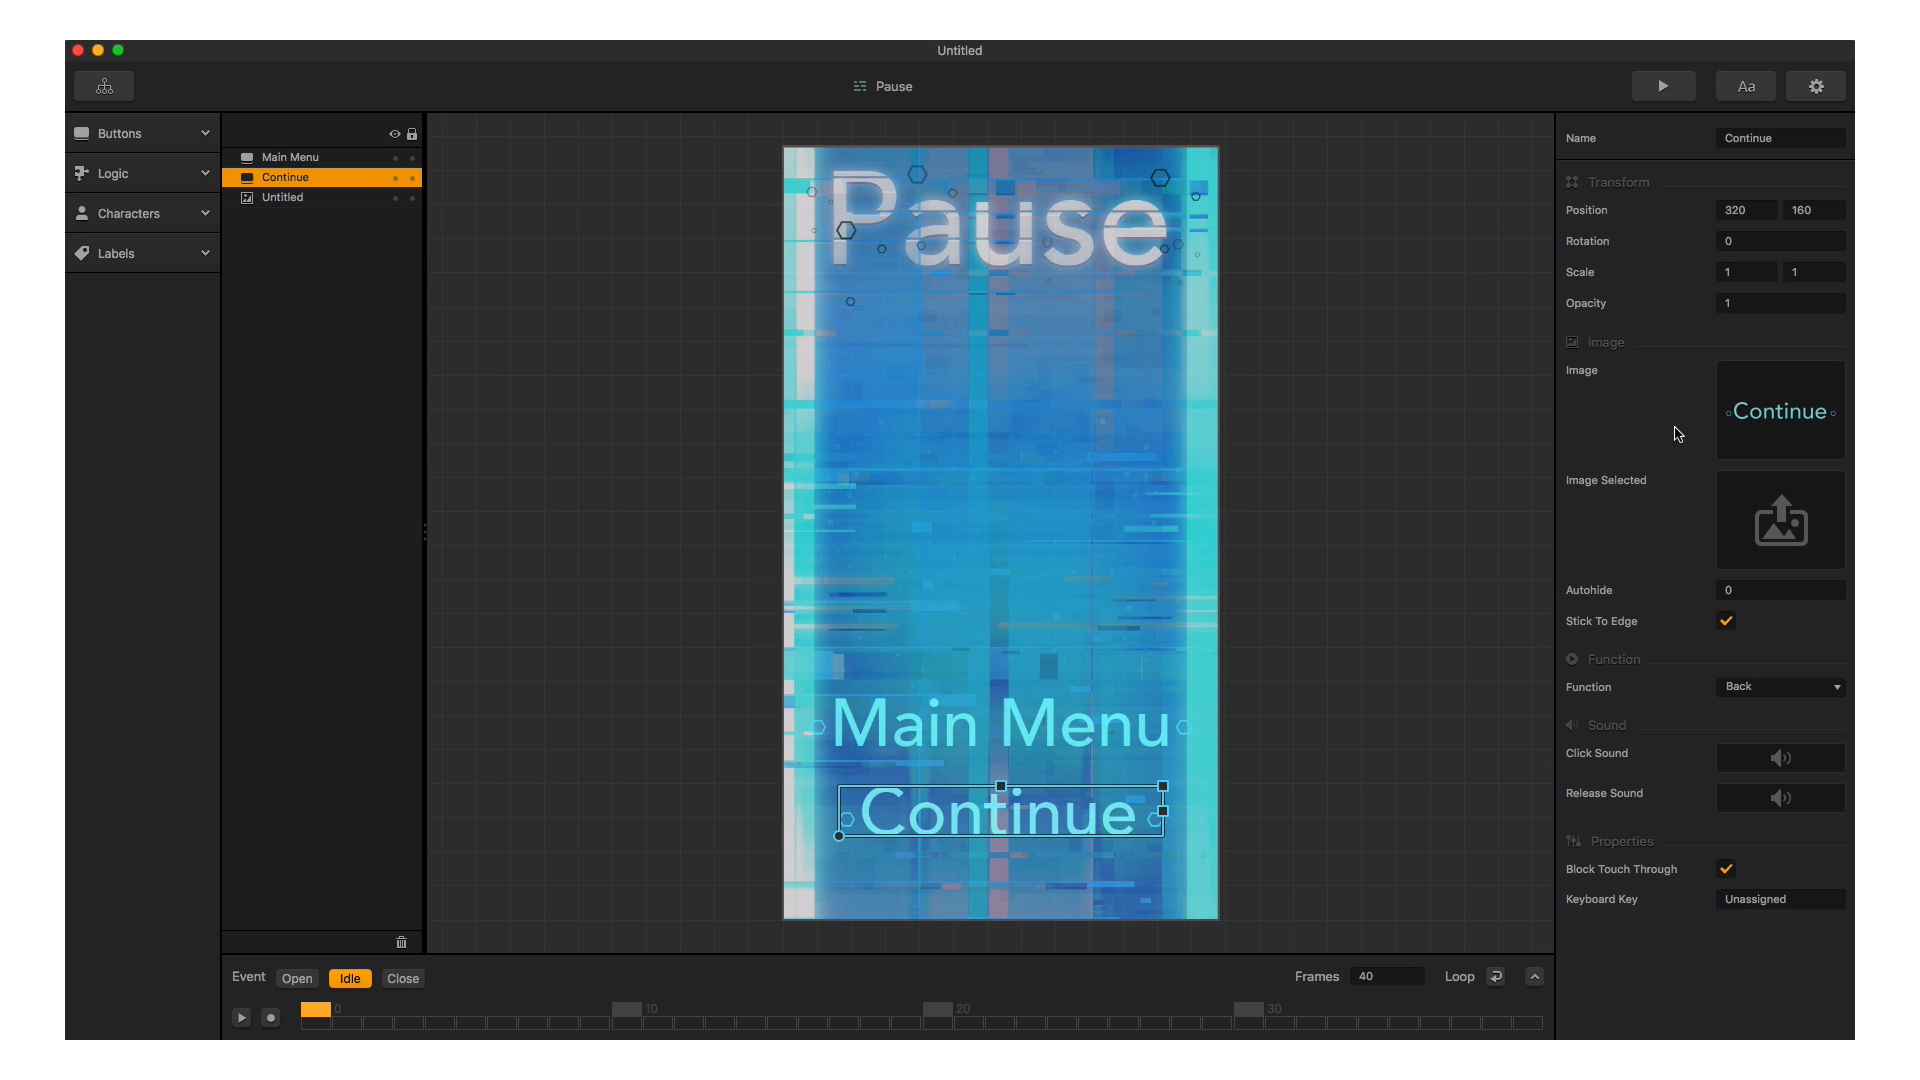 Untitled
Pause
Aa
Buttons
Logic
Characters
Labels
Main Menu
Continue
Untitled
Pause
Main Menu
Continue
Name
Continue
Transform
Position
320
160
Rotation
0
Scale
1
1
Opacity
1
Image
Image
Continue
Image Selected
Autohide
0
Stick To Edge
Function
Function
Back
Sound
Click Sound
Release Sound
Properties
Block Touch Through
Keyboard Key
Unassigned
Event
Open
Idle
Close
Frames
40
Loop
0
10
20
30